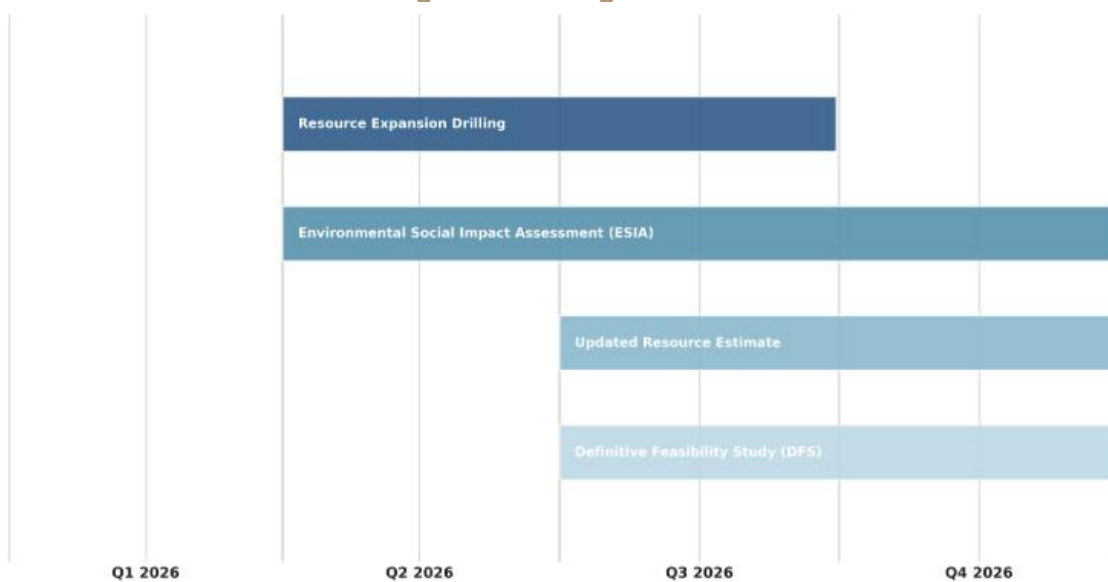 Resource Expansion Drilling
Environmental Social Impact Assessment (ESIA)
Updated Resource Estimate
Definitive Feasibility Study (DFS)
Q1 2026 Q2 2026 Q3 2026 Q4 2026